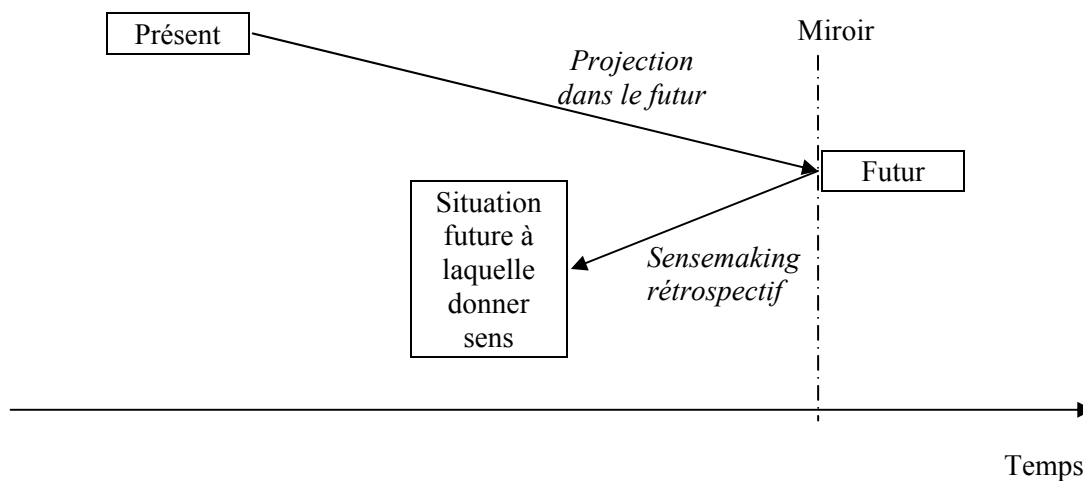 Présent
Miroir
Projection
dans le futur
Futur
Situation
future à
laquelle
donner
sens
Sensemaking
rétrospectif
Temps